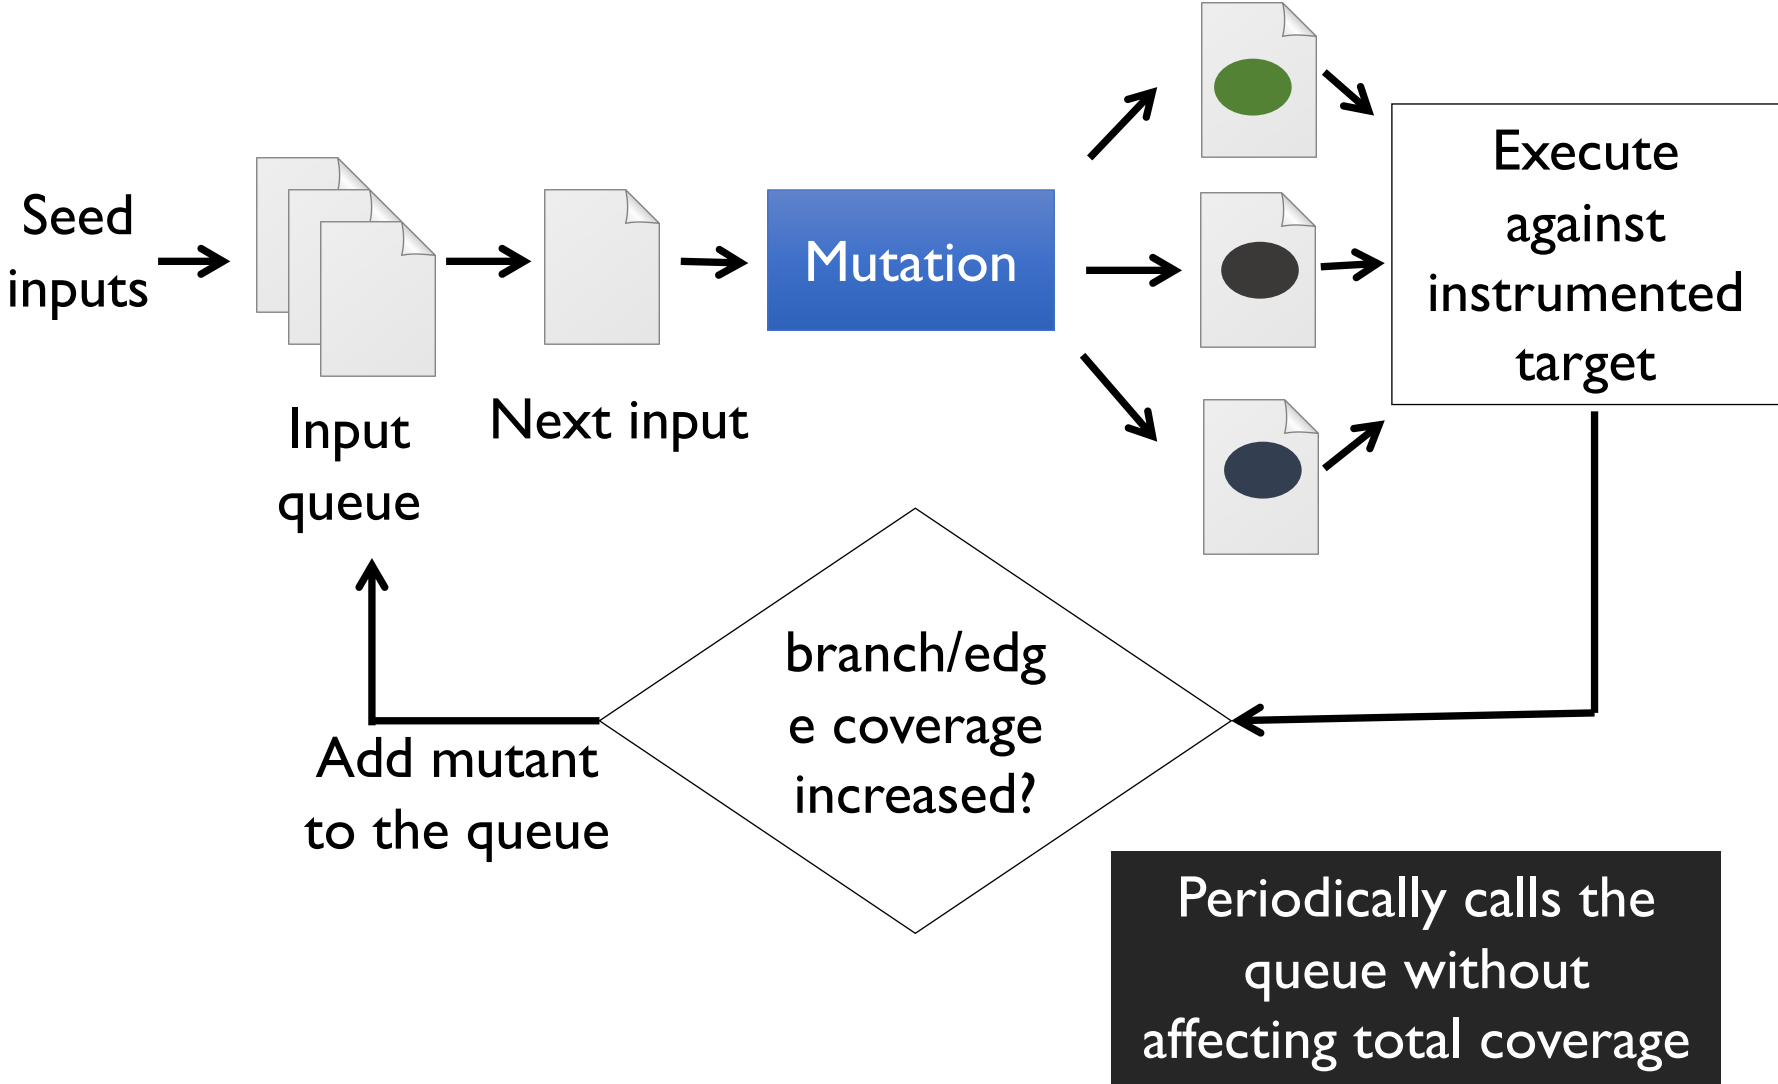 Seed
inputs
Input
queue
Next input
Mutation
Execute
against
instrumented
target
branch/edg
e coverage
increased?
Add mutant
to the queue
Periodically calls the
queue without
affecting total coverage